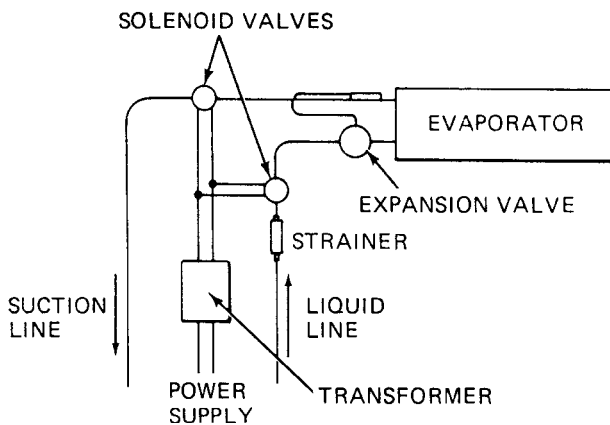 SOLENOID VALVES
EVAPORATOR
EXPANSION VALVE
STRAINER
SUCTION
LINE
LIQUID
LINE
POWER
SUPPLY
TRANSFORMER